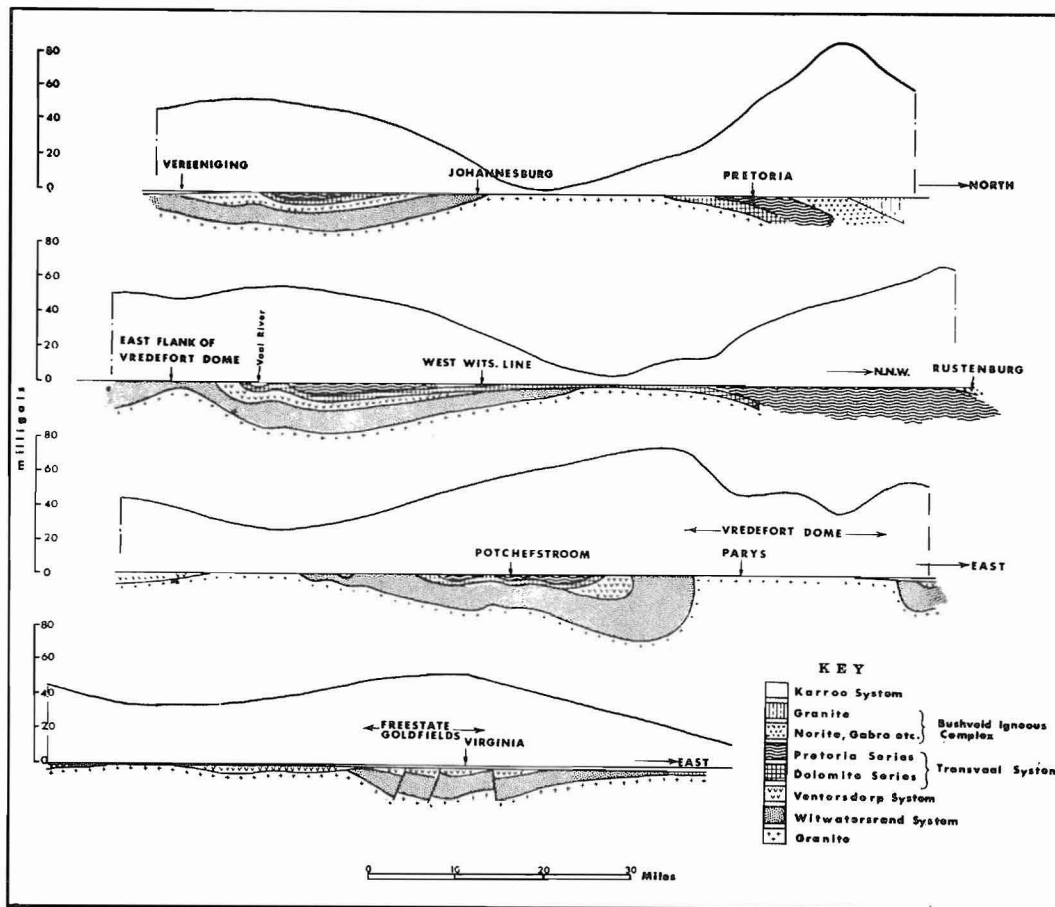 80
60
40
20
0
VEREENIGING
JOHANNESBURG
PRETORIA
NORTH
80
60
40
20
0
EAST FLANK OF
VREDEFORT DOME
Vaal River
WEST WITS. LINE
N.N.W.
RUSTENBURG
milligals
80
60
40
20
0
VREDEFORT DOME
POTCHEFSTROOM
PARYS
EAST
80
60
40
20
0
FREESTATE
GOLDFIELDS
VIRGINIA
EAST
KEY
Karroo System
Granite
Norite, Gabro etc.
Bushveld Igneous
Complex
Pretoria Series
Dolomite Series
Transvaal System
Ventorsdorp System
Witwatersrand System
Granite
0 10 20 30 Miles